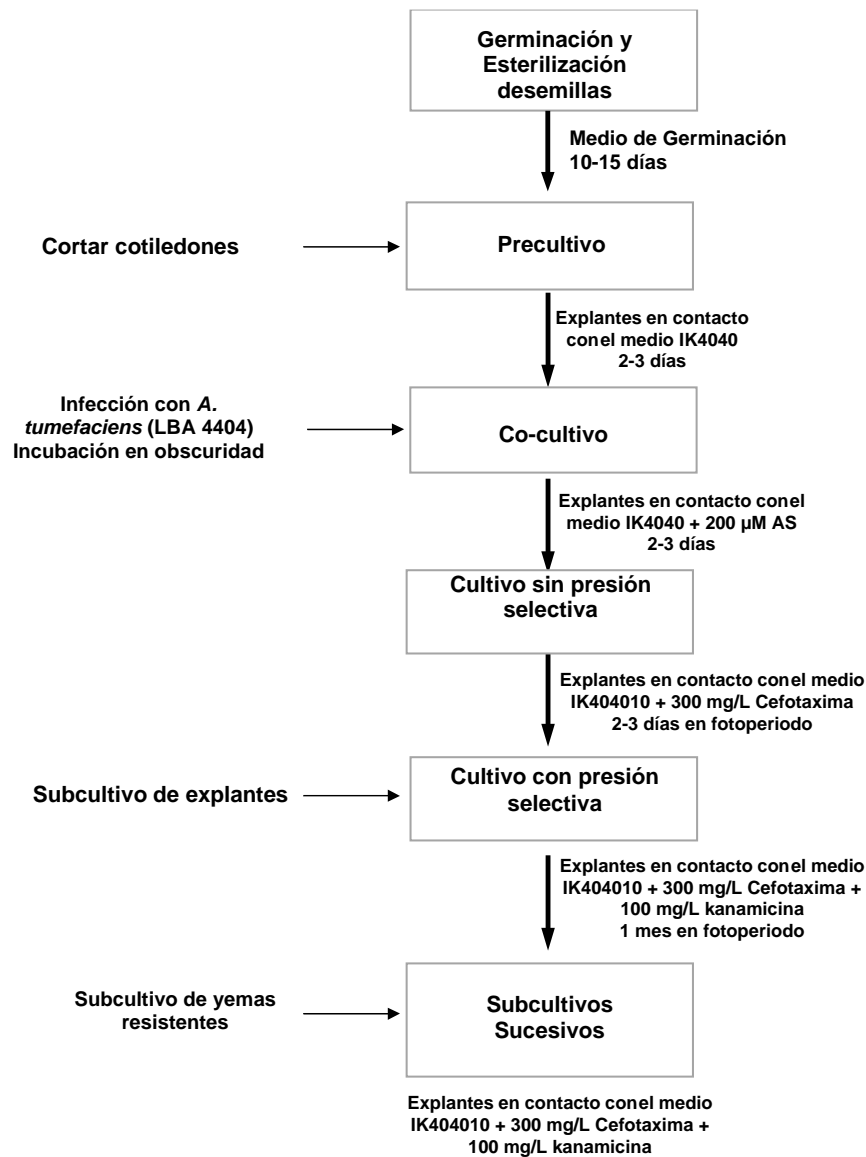 Germinación y
Esterilización
desemillas
Medio de Germinación
10-15 días
Cortar cotiledones
Precultivo
Explantes en contacto
conel medio IK4040
2-3 días
Infección con A.
tumefaciens (LBA 4404)
Incubación en obscuridad
Co-cultivo
Explantes en contacto conel
medio IK4040 + 200 µM AS
2-3 días
Cultivo sin presión
selectiva
Explantes en contacto conel medio
IK404010 + 300 mg/L Cefotaxima
2-3 días en fotoperiodo
Subcultivo de explantes
Cultivo con presión
selectiva
Explantes en contacto conel medio
IK404010 + 300 mg/L Cefotaxima +
100 mg/L kanamicina
1 mes en fotoperiodo
Subcultivo de yemas
resistentes
Subcultivos
Sucesivos
Explantes en contacto conel medio
IK404010 + 300 mg/L Cefotaxima +
100 mg/L kanamicina